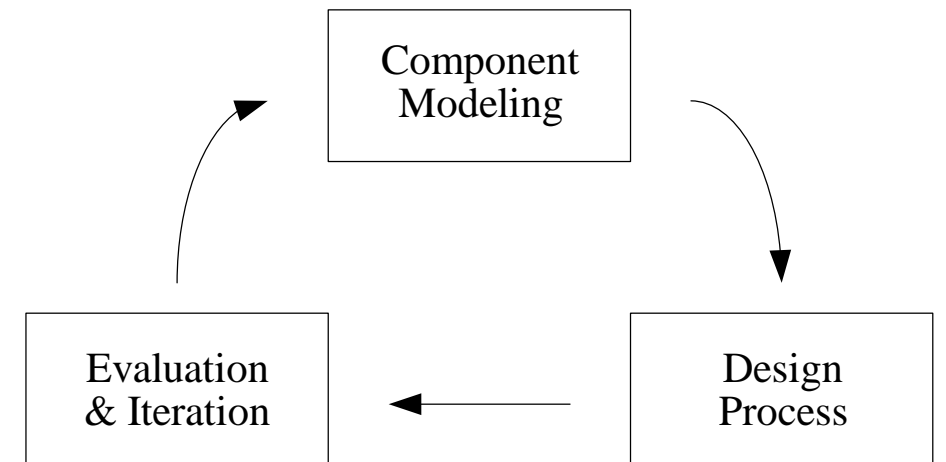 Component
Modeling
Evaluation
& Iteration
Design
Process